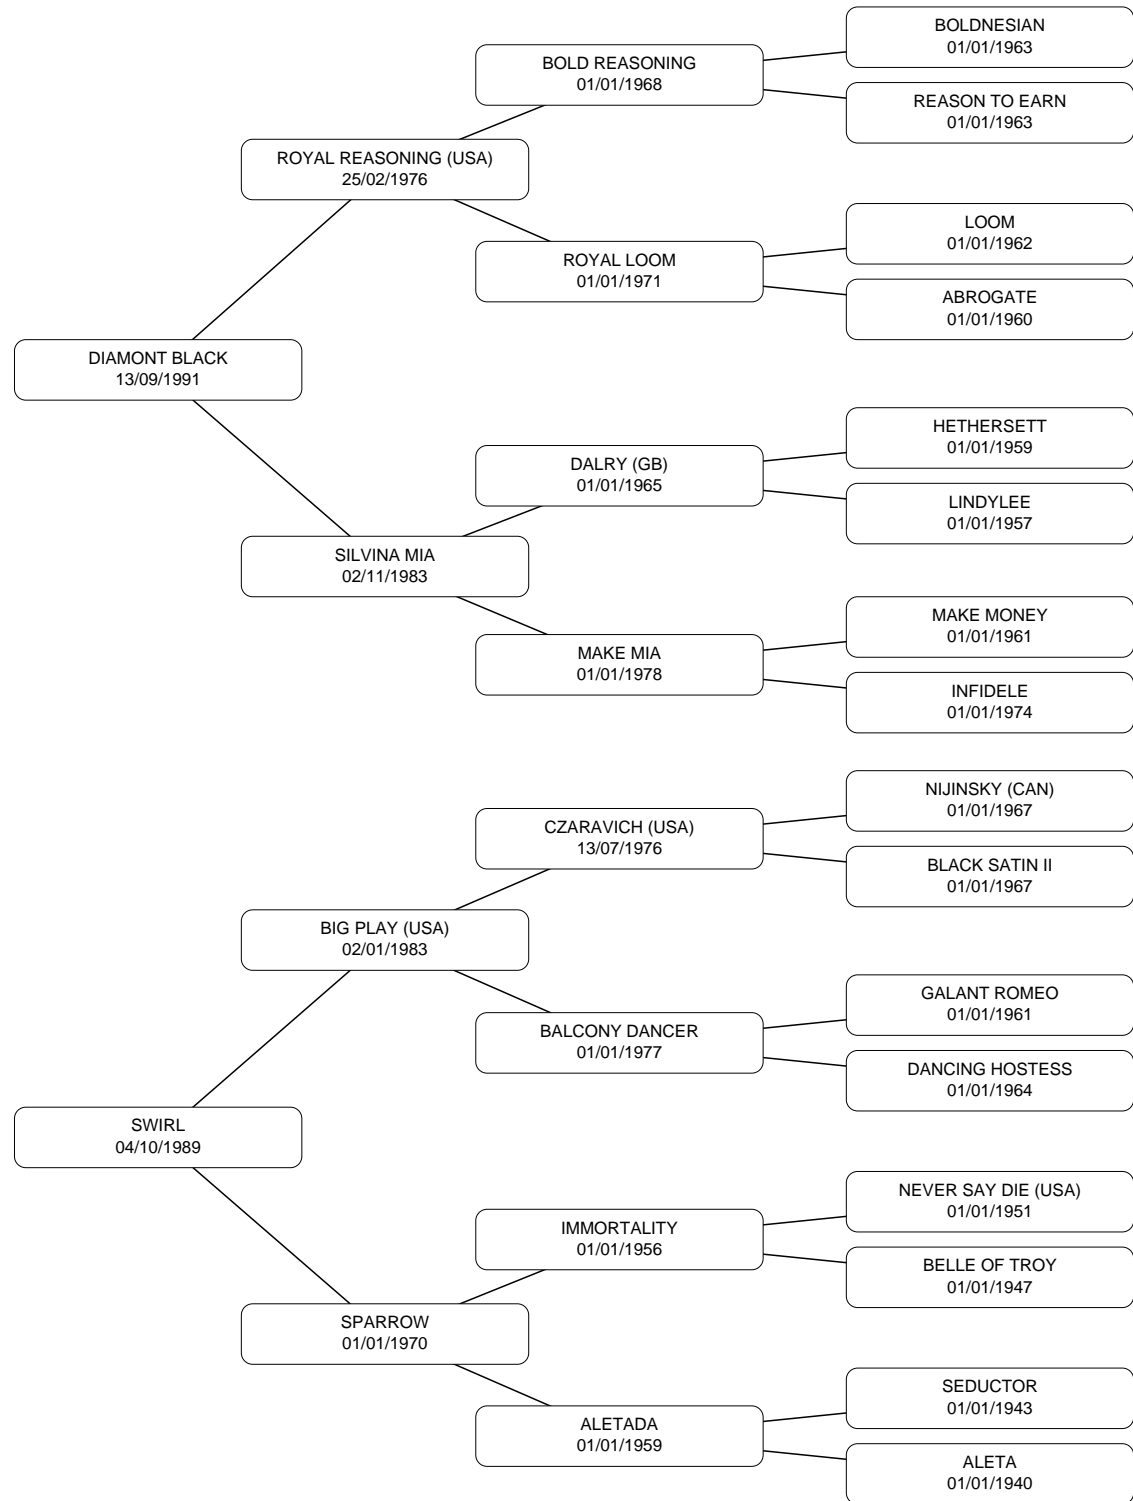 BOLDNESIAN
01/01/1963
BOLD REASONING
01/01/1968
REASON TO EARN
01/01/1963
ROYAL REASONING (USA)
25/02/1976
LOOM
01/01/1962
ROYAL LOOM
01/01/1971
ABROGATE
01/01/1960
DIAMONT BLACK
13/09/1991
HETHERSETT
01/01/1959
DALRY (GB)
01/01/1965
LINDYLEE
01/01/1957
SILVINA MIA
02/11/1983
MAKE MONEY
01/01/1961
MAKE MIA
01/01/1978
INFIDELE
01/01/1974
NIJINSKY (CAN)
01/01/1967
CZARAVICH (USA)
13/07/1976
BLACK SATIN II
01/01/1967
BIG PLAY (USA)
02/01/1983
GALANT ROMEO
01/01/1961
BALCONY DANCER
01/01/1977
DANCING HOSTESS
01/01/1964
SWIRL
04/10/1989
NEVER SAY DIE (USA)
01/01/1951
IMMORTALITY
01/01/1956
BELLE OF TROY
01/01/1947
SPARROW
01/01/1970
SEDUCTOR
01/01/1943
ALETADA
01/01/1959
ALETA
01/01/1940